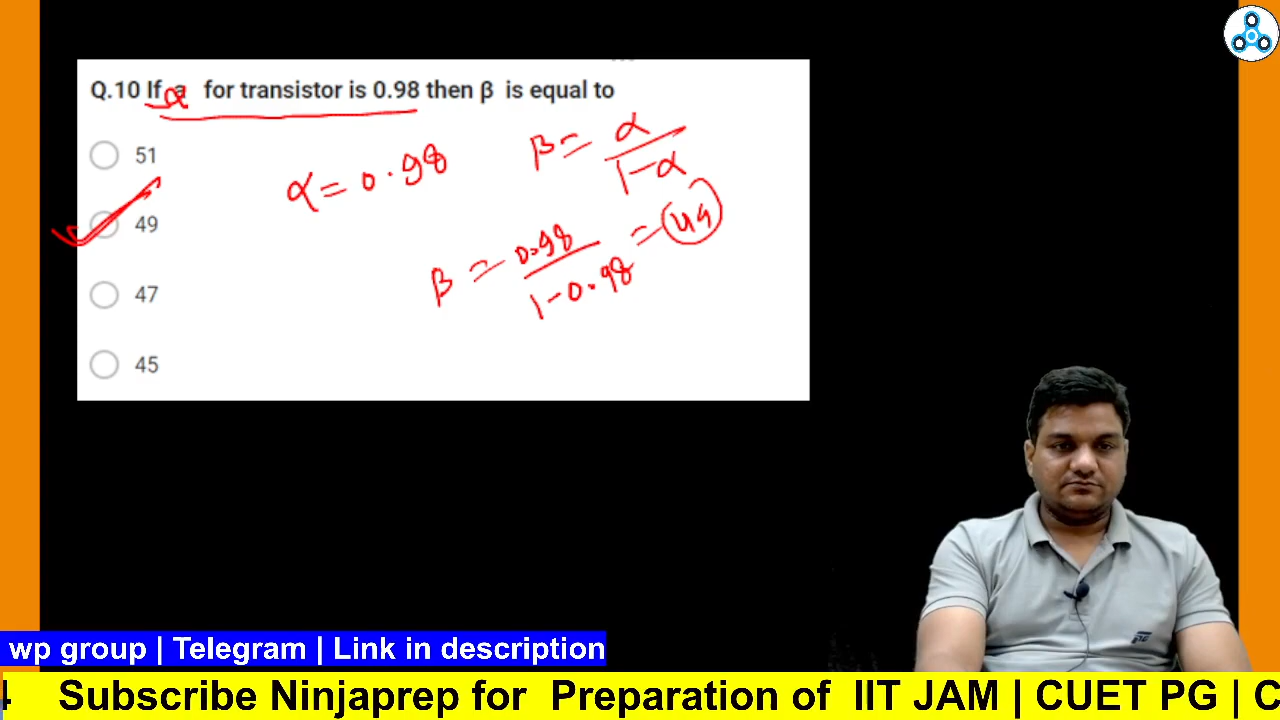 Q.10 If α for transistor is 0.98 then β is equal to
51
49
47
45
α = 0.98
β = α / 1-α
β = 0.98 / 1-0.98 = 49
wp group | Telegram | Link in description
4 Subscribe Ninjaprep for Preparation of IIT JAM | CUET PG | C